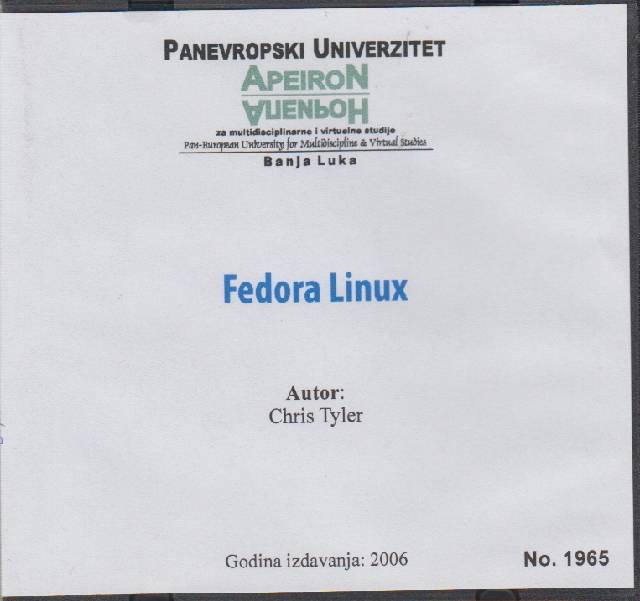 PANEVROPSKI UNIVERZITET
APEIRON
АПЕИРОН
za multidisciplinarne i virtuelne studije
Pan-European University for Multidiscipline & Virtual Studies
Banja Luka
Fedora Linux
Autor:
Chris Tyler
Godina izdavanja: 2006
No. 1965